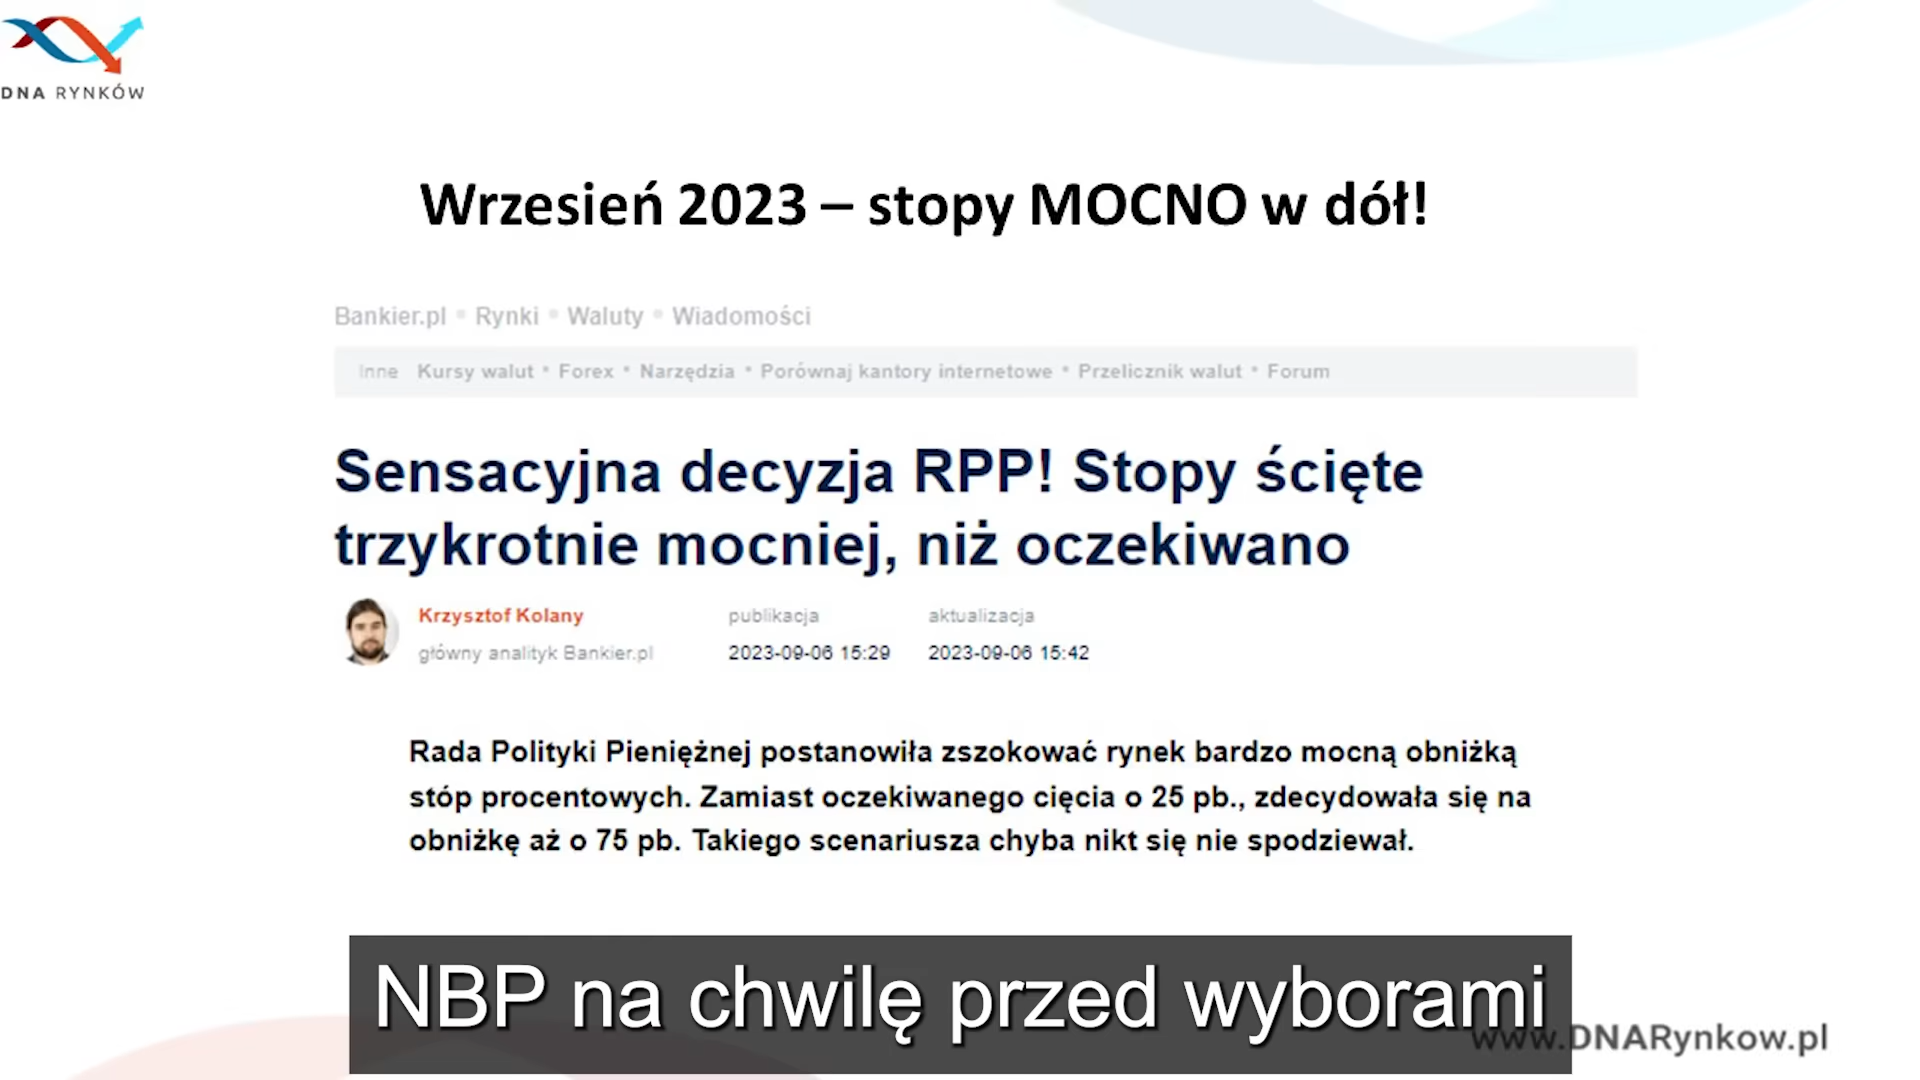 DNA RYNKÓW
Wrzesień 2023 – stopy MOCNO w dół!
Bankier.pl • Rynki • Waluty • Wiadomości
Inne Kursy walut • Forex • Narzędzia • Porównaj kantory internetowe • Przelicznik walut • Forum
Sensacyjna decyzja RPP! Stopy ścięte
trzykrotnie mocniej, niż oczekiwano
Krzysztof Kolany publikacja aktualizacja
główny analityk Bankier.pl 2023-09-06 15:29 2023-09-06 15:42
Rada Polityki Pieniężnej postanowiła zszokować rynek bardzo mocną obniżką
stóp procentowych. Zamiast oczekiwanego cięcia o 25 pb., zdecydowała się na
obniżkę aż o 75 pb. Takiego scenariusza chyba nikt się nie spodziewał.
NBP na chwilę przed wyborami
www.DNARynkow.pl